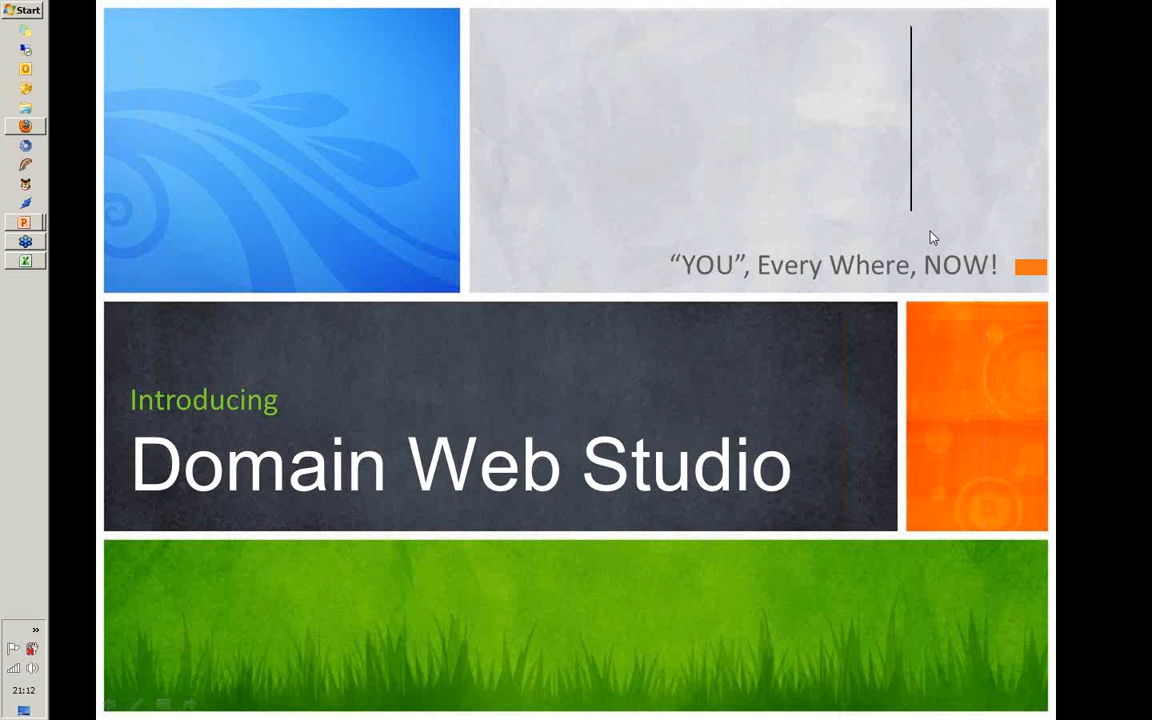 Start
“YOU”, Every Where, NOW!
Introducing
Domain Web Studio
21:12